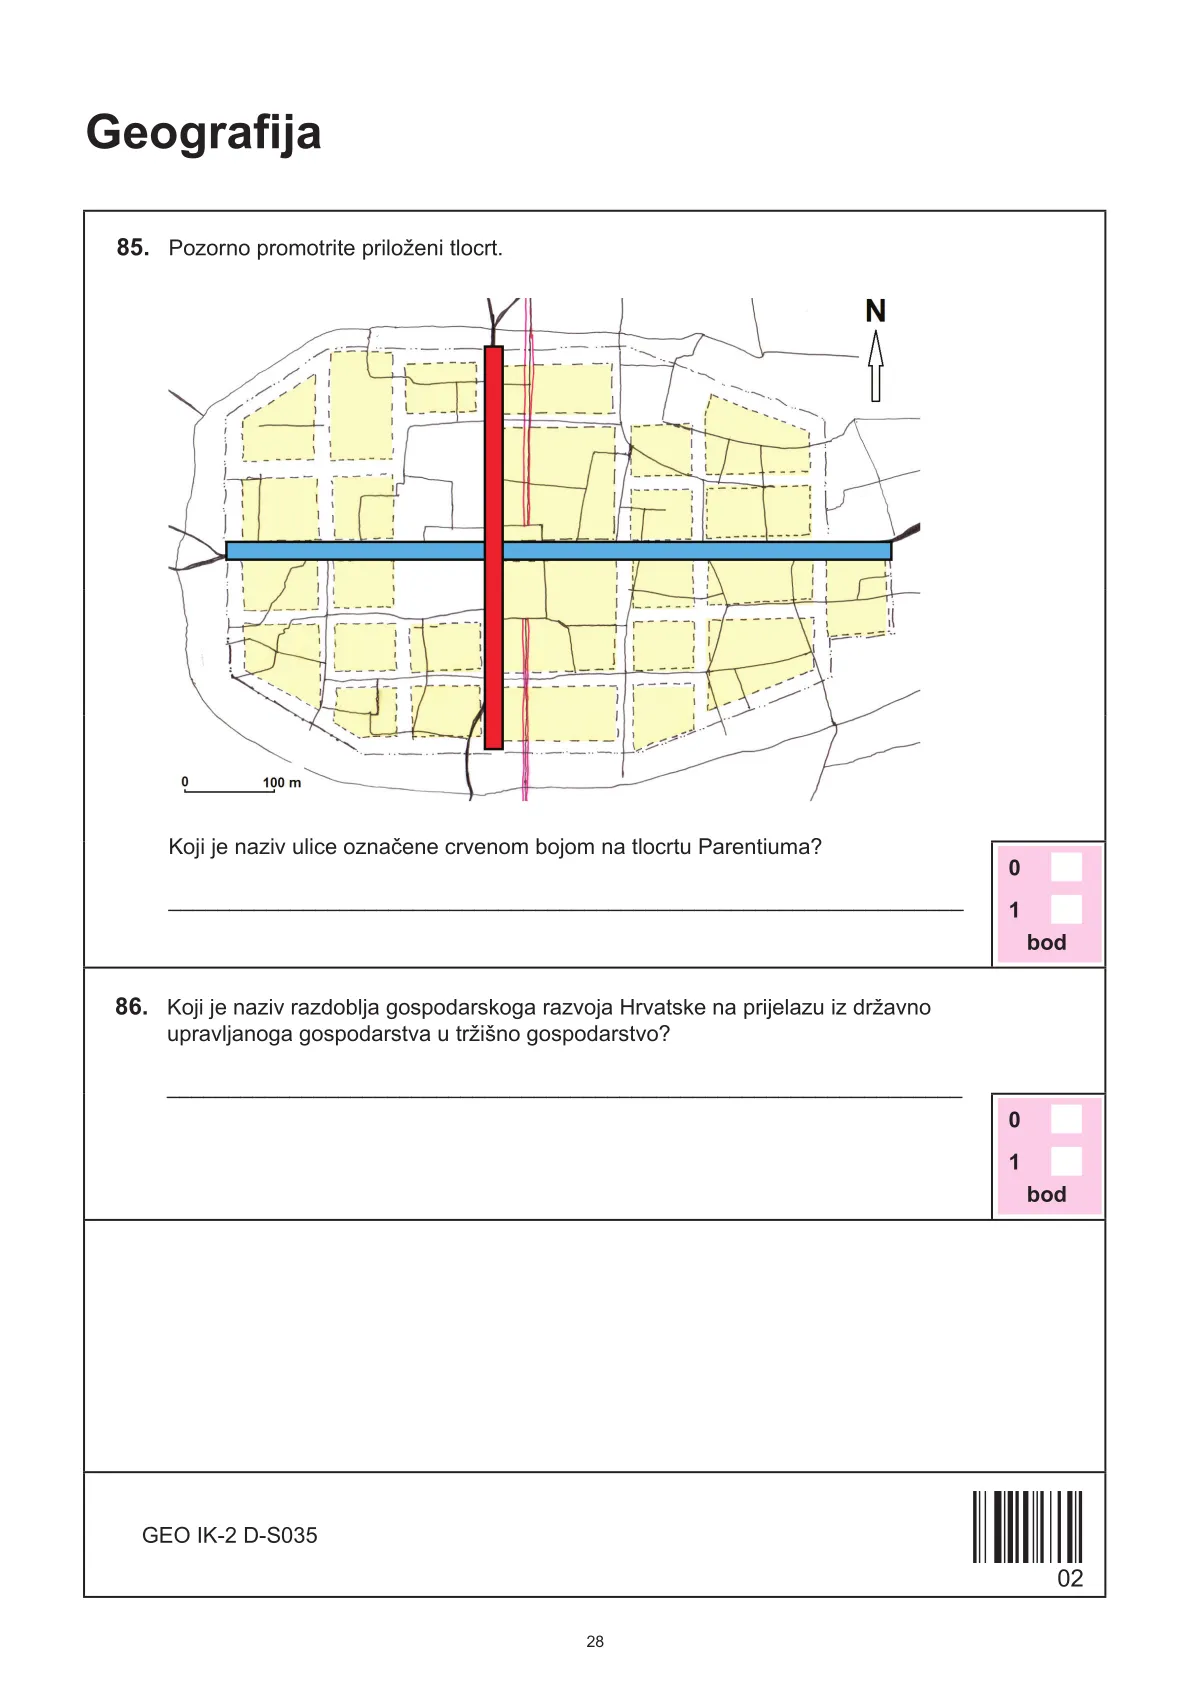 Geografija
85. Pozorno promotrite priloženi tlocrt.
N
0 100 m
Koji je naziv ulice označene crvenom bojom na tlocrtu Parentiuma?
0
1
bod
86. Koji je naziv razdoblja gospodarskoga razvoja Hrvatske na prijelazu iz državno
upravljanoga gospodarstva u tržišno gospodarstvo?
0
1
bod
GEO IK-2 D-S035
02
28